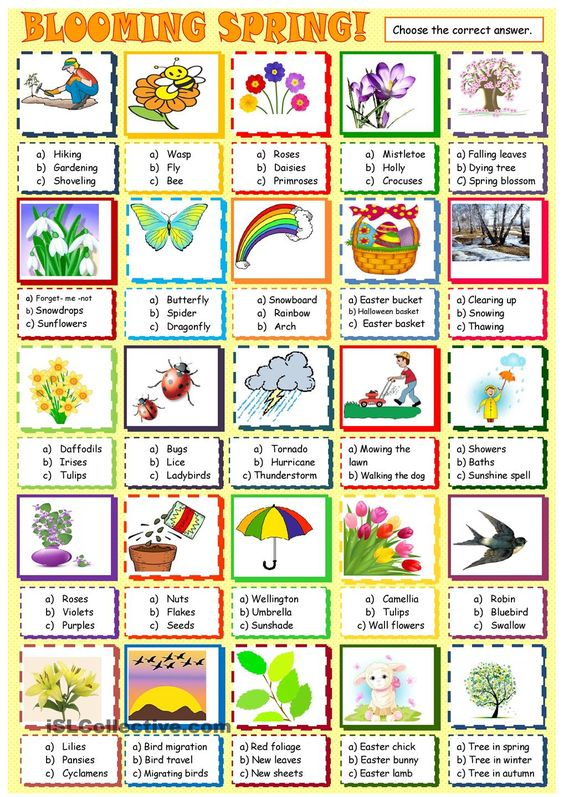 BLOOMING SPRING!
Choose the correct answer.
a) Hiking
b) Gardening
c) Shoveling
a) Wasp
b) Fly
c) Bee
a) Roses
b) Daisies
c) Primroses
a) Mistletoe
b) Holly
c) Crocuses
a) Falling leaves
b) Dying tree
C) Spring blossom
a) Forget- me -not
b) Snowdrops
c) Sunflowers
a) Butterfly
b) Spider
c) Dragonfly
a) Snowboard
a) Rainbow
b) Arch
a) Easter bucket
b) Halloween basket
c) Easter basket
a) Clearing up
b) Snowing
c) Thawing
a) Daffodils
b) Irises
c) Tulips
a) Bugs
b) Lice
c) Ladybirds
a) Tornado
b) Hurricane
c) Thunderstorm
a) Mowing the
lawn
b) Walking the dog
a) Showers
b) Baths
c) Sunshine spell
a) Roses
b) Violets
c) Purples
a) Nuts
b) Flakes
c) Seeds
a) Wellington
b) Umbrella
c) Sunshade
a) Camellia
b) Tulips
c) Wall flowers
a) Robin
b) Bluebird
c) Swallow
iSLCollective.com
a) Lilies
b) Pansies
c) Cyclamens
a) Bird migration
b) Bird travel
c) Migrating birds
a) Red foliage
b) New leaves
c) New sheets
a) Easter chick
b) Easter bunny
c) Easter lamb
a) Tree in spring
b) Tree in winter
c) Tree in autumn